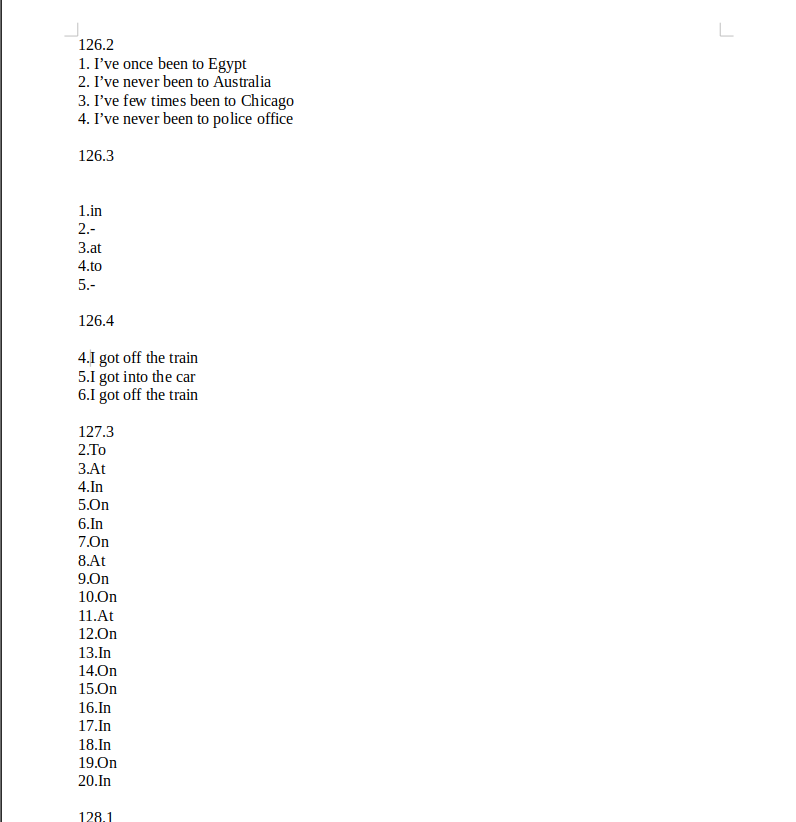 126.2
1. I’ve once been to Egypt
2. I’ve never been to Australia
3. I’ve few times been to Chicago
4. I’ve never been to police office
126.3
1.in
2.-
3.at
4.to
5.-
126.4
4.I got off the train
5.I got into the car
6.I got off the train
127.3
2.To
3.At
4.In
5.On
6.In
7.On
8.At
9.On
10.On
11.At
12.On
13.In
14.On
15.On
16.In
17.In
18.In
19.On
20.In
128.1